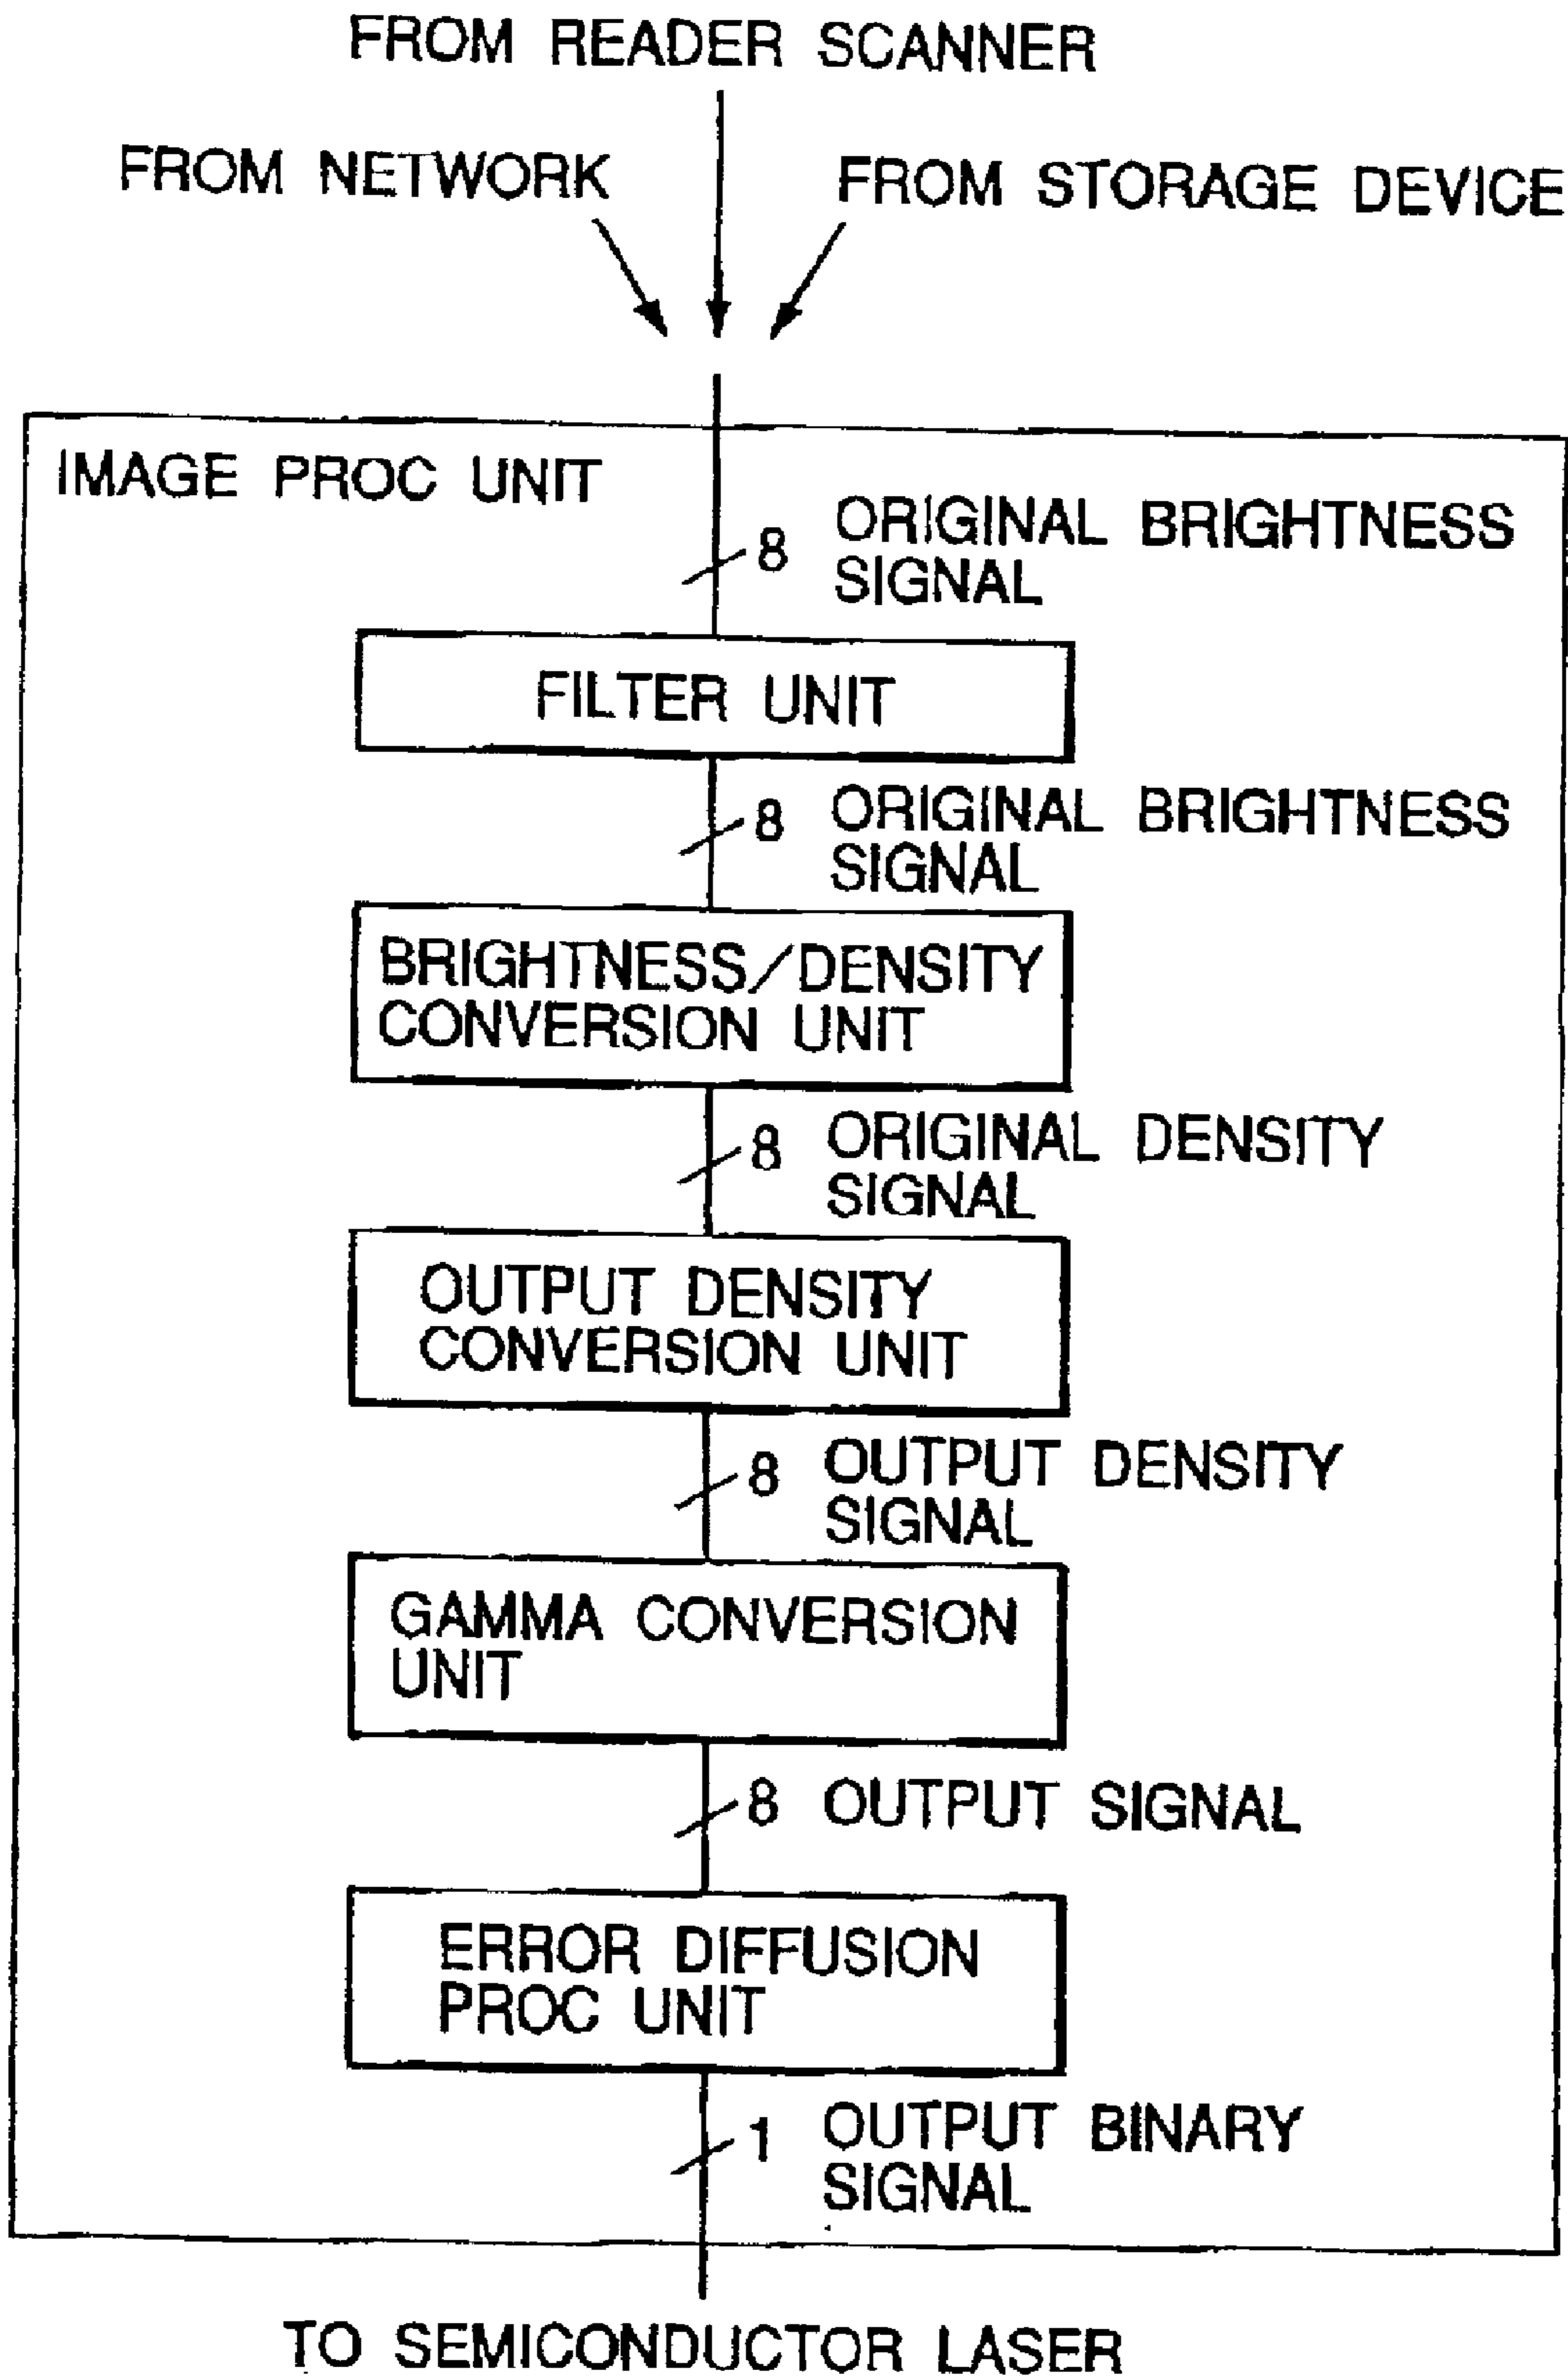 FROM READER SCANNER
FROM NETWORK
FROM STORAGE DEVICE
IMAGE PROC UNIT
8
ORIGINAL BRIGHTNESS
SIGNAL
FILTER UNIT
8
ORIGINAL BRIGHTNESS
SIGNAL
BRIGHTNESS/DENSITY
CONVERSION UNIT
8
ORIGINAL DENSITY
SIGNAL
OUTPUT DENSITY
CONVERSION UNIT
8
OUTPUT DENSITY
SIGNAL
GAMMA CONVERSION
UNIT
8
OUTPUT SIGNAL
ERROR DIFFUSION
PROC UNIT
1
OUTPUT BINARY
SIGNAL
TO SEMICONDUCTOR LASER